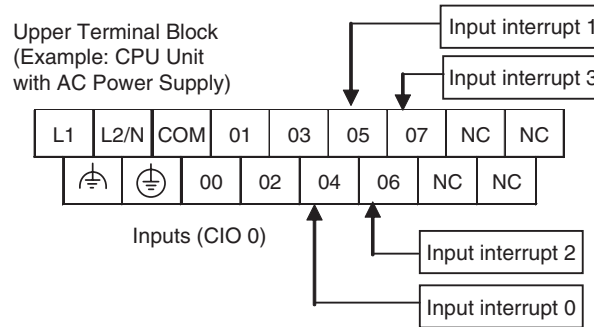 Upper Terminal Block
(Example: CPU Unit
with AC Power Supply)
Input interrupt 1
Input interrupt 3
L1 L2/N COM 01 03 05 07 NC NC
00 02 04 06 NC NC
Inputs (CIO 0)
Input interrupt 2
Input interrupt 0